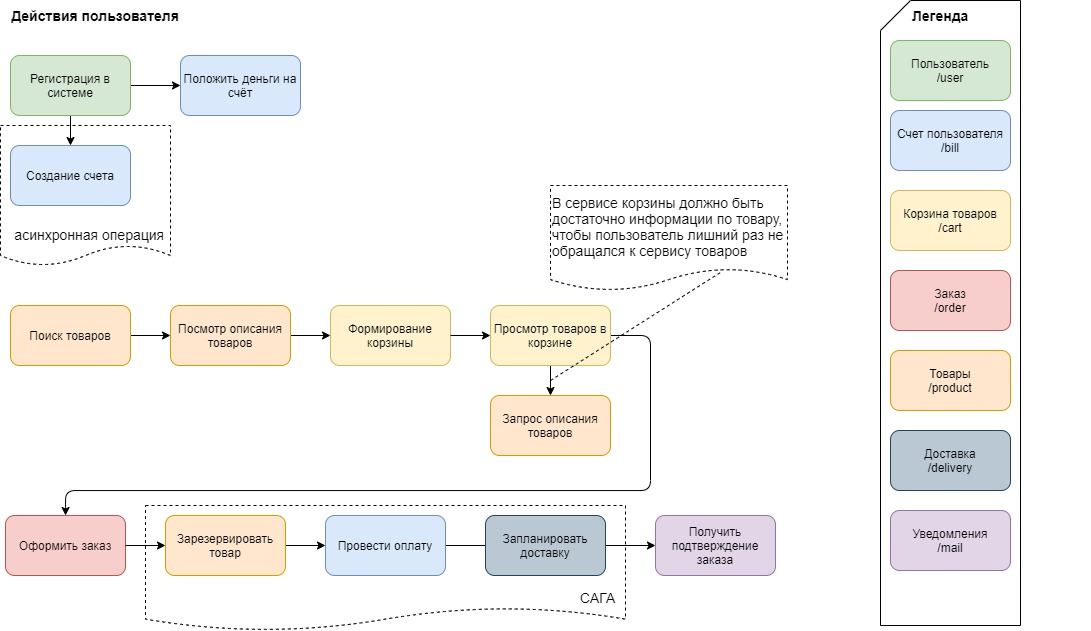 Действия пользователя
Регистрация в
системе
Положить деньги на
счёт
Создание счета
асинхронная операция
В сервисе корзины должно быть
достаточно информации по товару,
чтобы пользователь лишний раз не
обращался к сервису товаров
Поиск товаров
Посмотр описания
товаров
Формирование
корзины
Просмотр товаров в
корзине
Запрос описания
товаров
Оформить заказ
Зарезервировать
товар
Провести оплату
Запланировать
доставку
Получить
подтверждение
заказа
САГА
Легенда
Пользователь
/user
Счет пользователя
/bill
Корзина товаров
/cart
Заказ
/order
Товары
/product
Доставка
/delivery
Уведомления
/mail